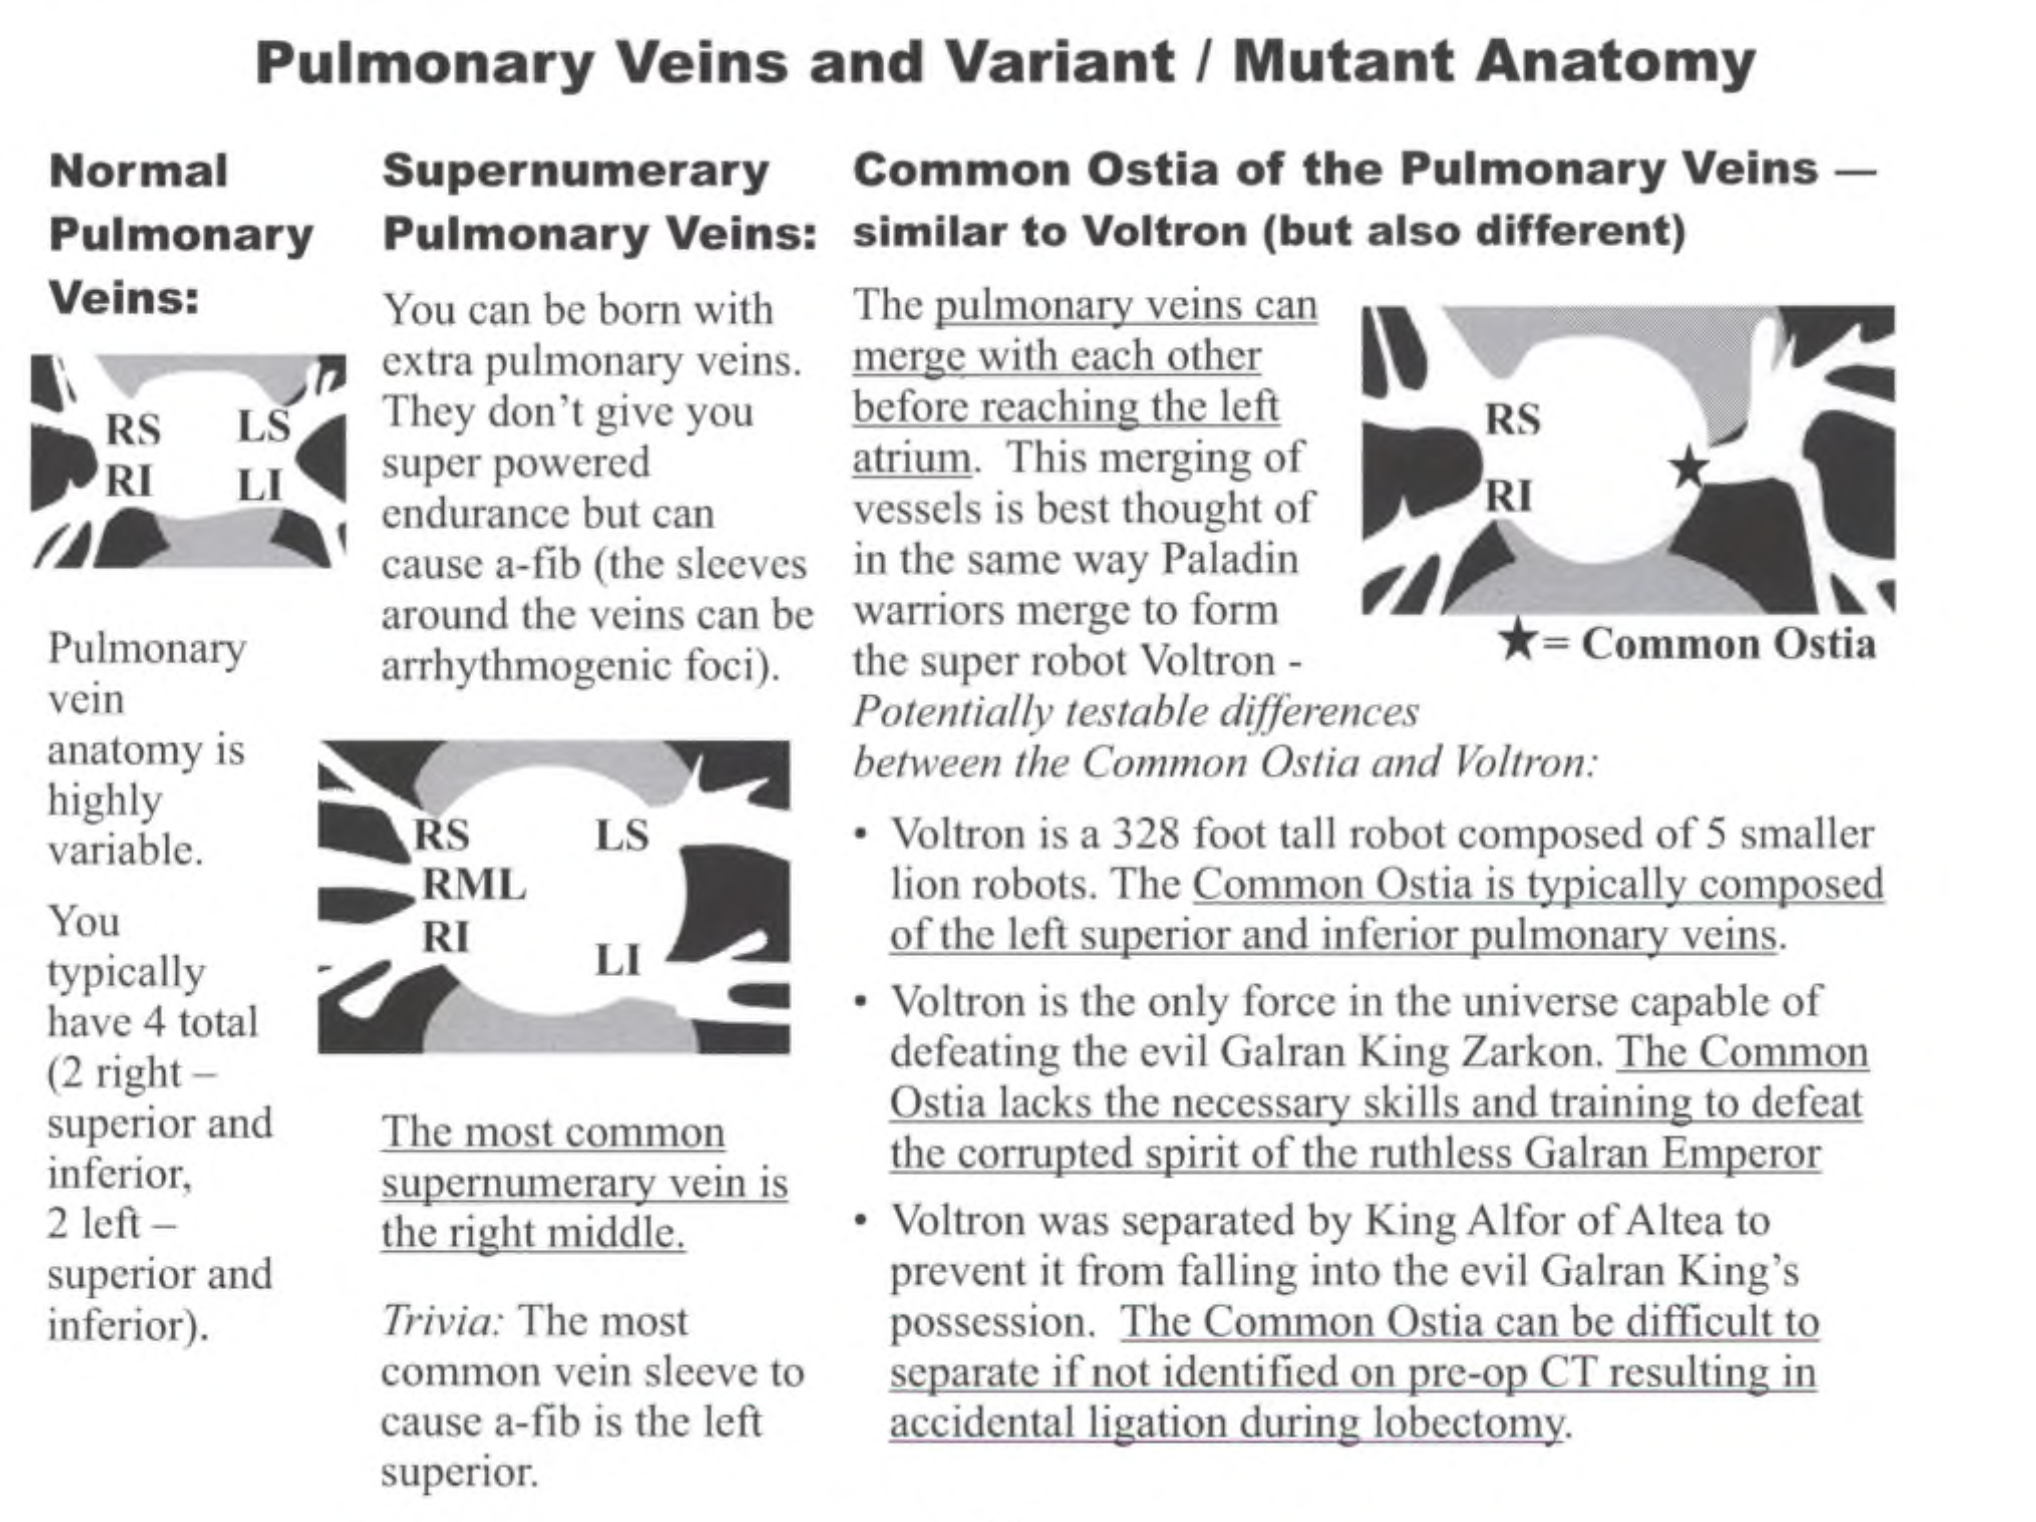 Pulmonary Veins and Variant / Mutant Anatomy
Normal
Pulmonary
Veins:
RS LS
RI LI
Pulmonary
vein
anatomy is
highly
variable.
You
typically
have 4 total
(2 right –
superior and
inferior,
2 left –
superior and
inferior).
Supernumerary
Pulmonary Veins:
You can be born with
extra pulmonary veins.
They don't give you
super powered
endurance but can
cause a-fib (the sleeves
around the veins can be
arrhythmogenic foci).
RS LS
RML
RI
LI
The most common
supernumerary vein is
the right middle.
Trivia: The most
common vein sleeve to
cause a-fib is the left
superior.
Common Ostia of the Pulmonary Veins —
similar to Voltron (but also different)
The pulmonary veins can
merge with each other
before reaching the left
atrium. This merging of
vessels is best thought of
in the same way Paladin
warriors merge to form
the super robot Voltron -
RS
RI
★= Common Ostia
Potentially testable differences
between the Common Ostia and Voltron:
• Voltron is a 328 foot tall robot composed of 5 smaller
lion robots. The Common Ostia is typically composed
of the left superior and inferior pulmonary veins.
• Voltron is the only force in the universe capable of
defeating the evil Galran King Zarkon. The Common
Ostia lacks the necessary skills and training to defeat
the corrupted spirit of the ruthless Galran Emperor
• Voltron was separated by King Alfor of Altea to
prevent it from falling into the evil Galran King's
possession. The Common Ostia can be difficult to
separate if not identified on pre-op CT resulting in
accidental ligation during lobectomy.